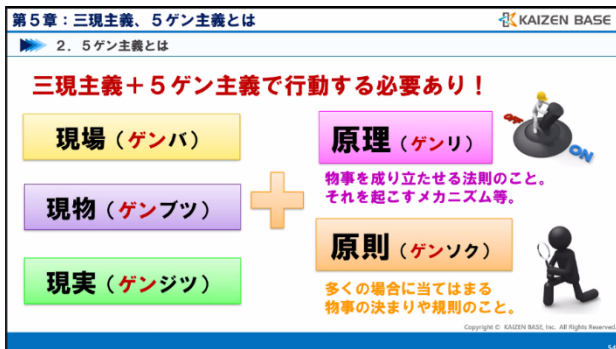 第5章：三現主義、5ゲン主義とは
KAIZEN BASE
2．5ゲン主義とは
三現主義＋5ゲン主義で行動する必要あり！
現場（ゲンバ）
現物（ゲンブツ）
現実（ゲンジツ）
原理（ゲンリ）
OFF
ON
物事を成り立たせる法則のこと。
それを起こすメカニズム等。
原則（ゲンソク）
多くの場合に当てはまる
物事の決まりや規則のこと。
Copyright © KAIZEN BASE, Inc. All Rights Reserved.